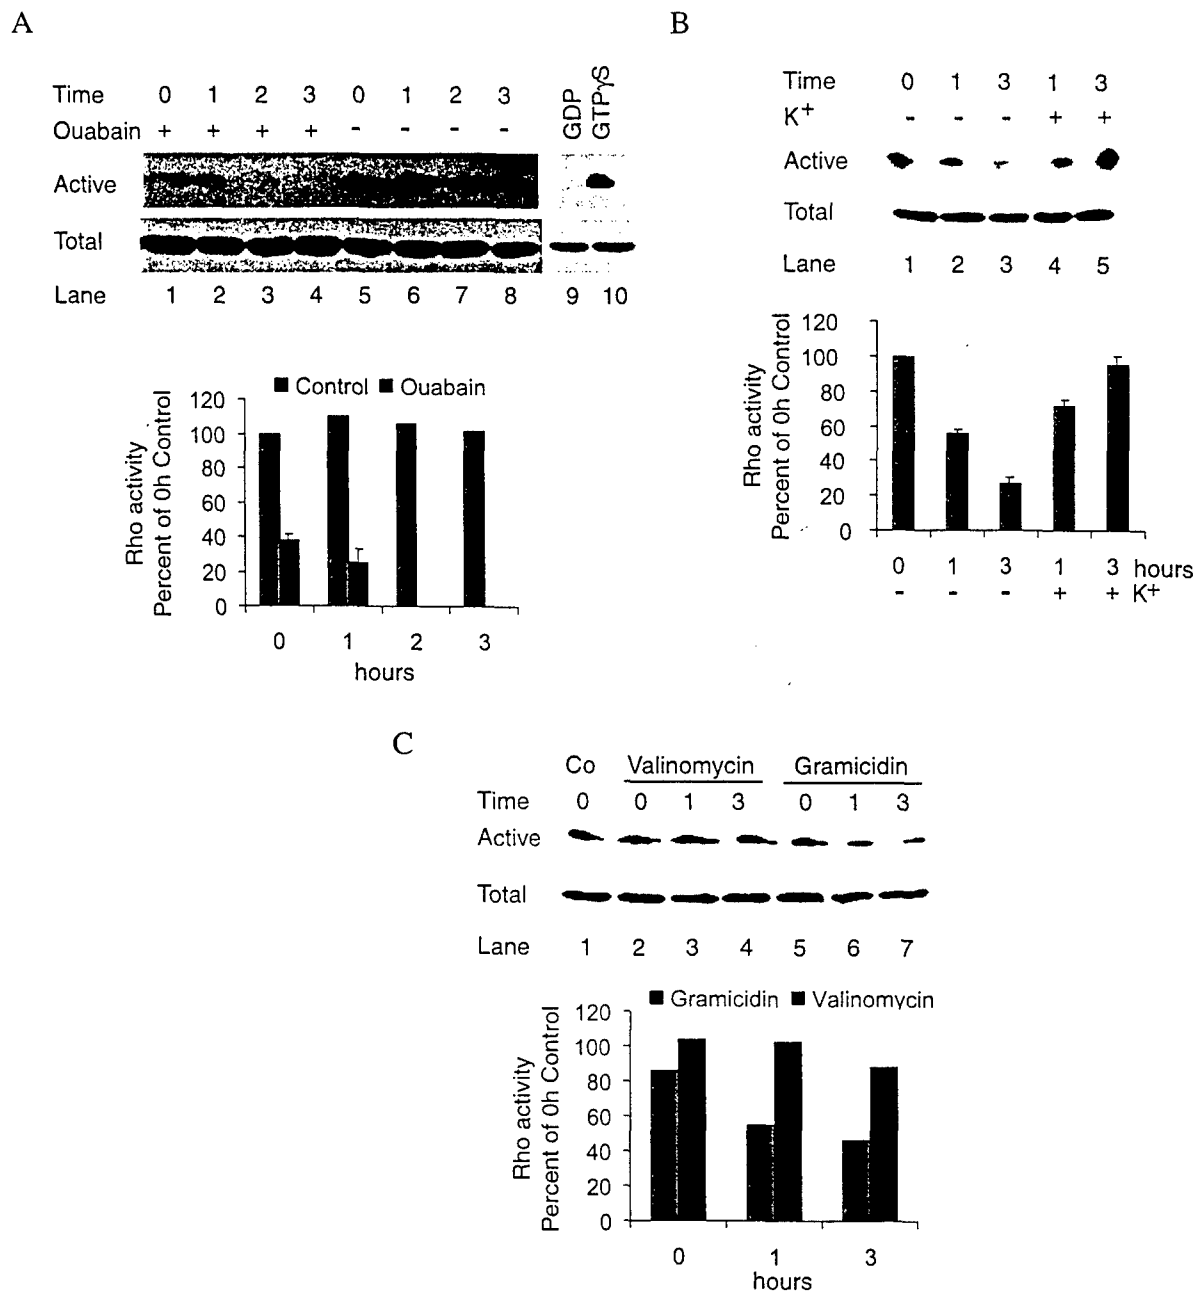 A
Time 0 1 2 3 0 1 2 3
Ouabain + + + + - - - -
GDP
GTPγS
Active
Total
Lane 1 2 3 4 5 6 7 8 9 10
Control Ouabain
Rho activity
Percent of 0h Control
120
100
80
60
40
20
0
0 1 2 3
hours
B
Time 0 1 3 1 3
K+ - - - + +
Active
Total
Lane 1 2 3 4 5
Rho activity
Percent of 0h Control
120
100
80
60
40
20
0
0 1 3 1 3 hours
- - - + + K+
C
Co Valinomycin Gramicidin
Time 0 0 1 3 0 1 3
Active
Total
Lane 1 2 3 4 5 6 7
Gramicidin Valinomycin
Rho activity
Percent of 0h Control
120
100
80
60
40
20
0
0 1 3
hours